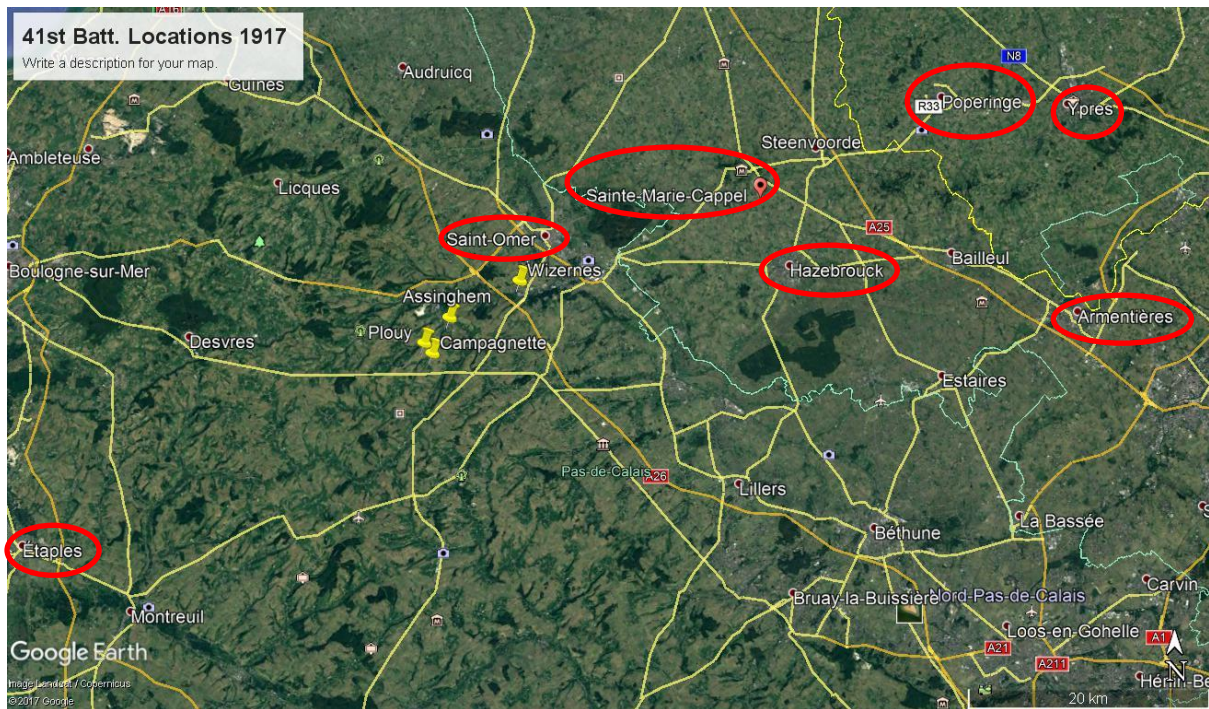 A16
41st Batt. Locations 1917
Write a description for your map.
N8
Audruicq
Guînes
R33
Poperinge
Ypres
Steenvoorde
Ambleteuse
Licques
Sainte-Marie-Cappel
A25
Saint-Omer
Bailleul
Boulogne-sur-Mer
Wizernes
Hazebrouck
Assinghem
Armentières
Plouy
Desvres
Campagnette
Estaires
Pas-de-Calais
A26
Lillers
La Bassée
Béthune
Étaples
Carvin
Bruay-la-Buissière
Nord-Pas-de-Calais
Montreuil
Loos-en-Gohelle
A21
A1
A211
N
Google Earth
Hénin-Be
Image Landsat / Copernicus
20 km
©2017 Google